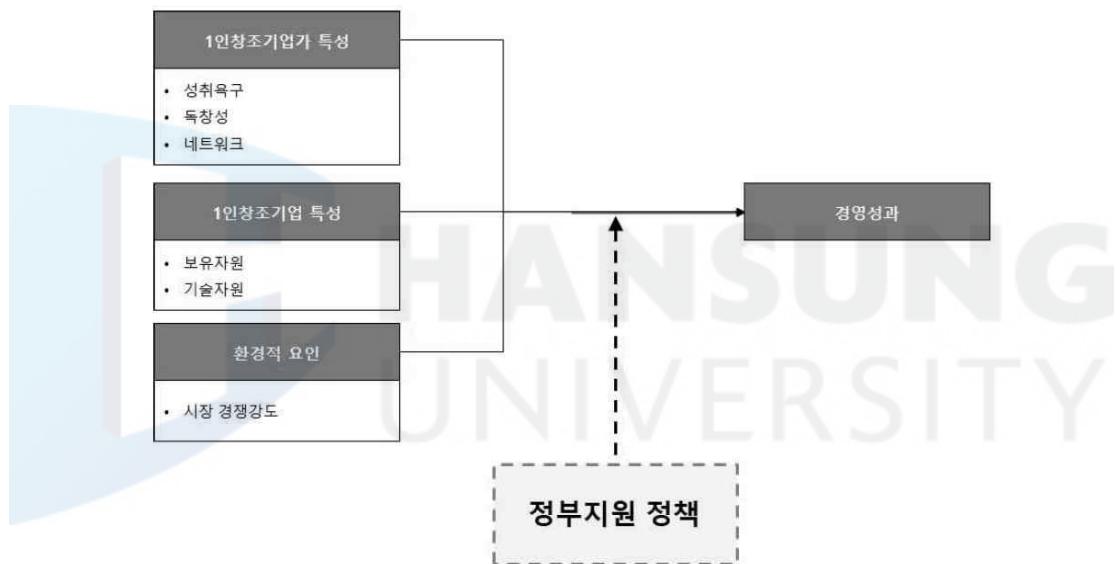 1인창조기업가 특성
• 성취욕구
• 독창성
• 네트워크
1인창조기업 특성
• 보유자원
• 기술자원
환경적 요인
• 시장 경쟁강도
경영성과
정부지원 정책
HANSUNG
UNIVERSITY